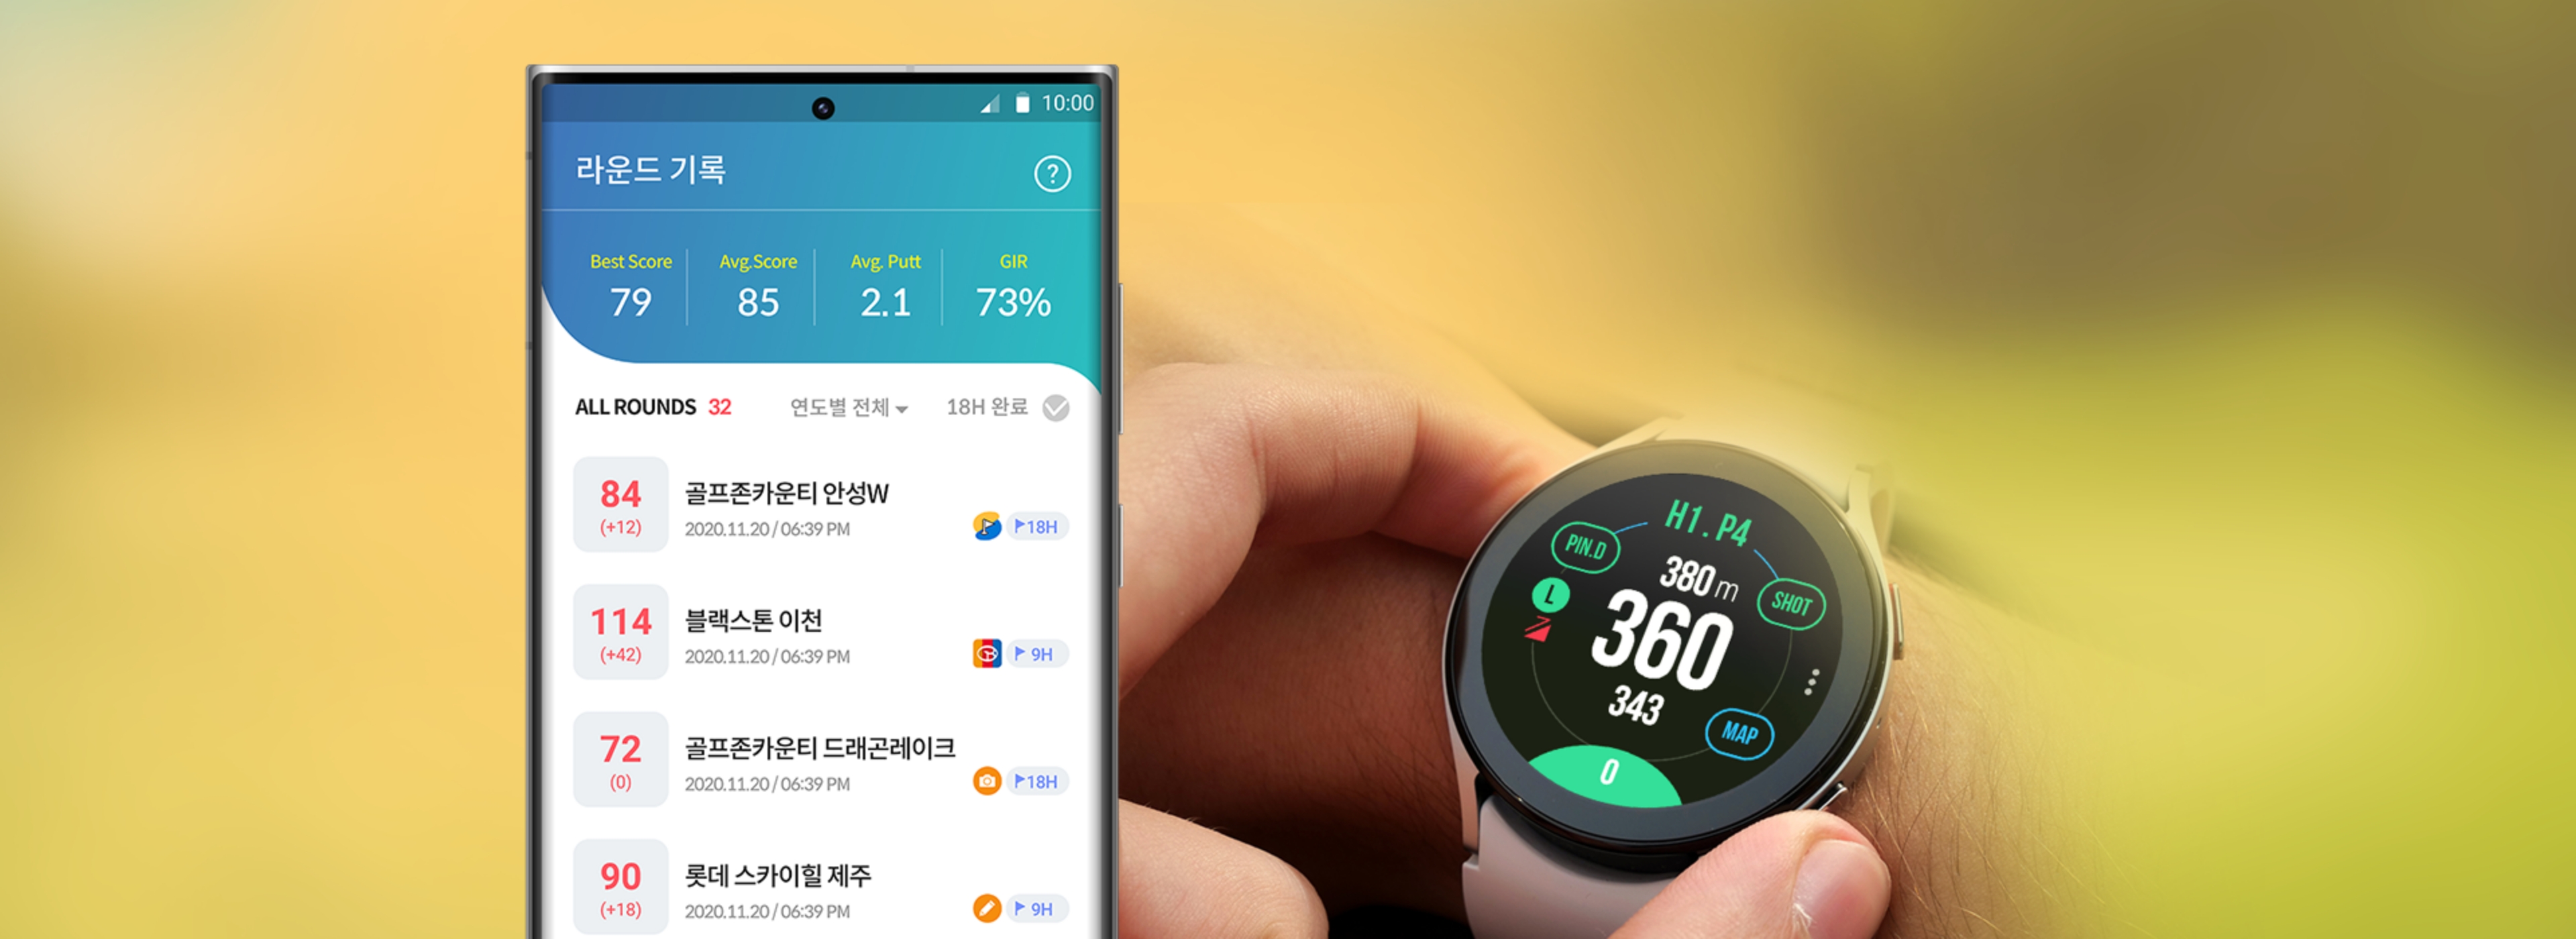 10:00
라운드 기록
?
Best Score Avg.Score Avg. Putt GIR
79 85 2.1 73%
ALL ROUNDS 32 연도별 전체 18H 완료
84 골프존카운티 안성W
(+12) 2020.11.20 / 06:39 PM 18H
114 블랙스톤 이천
(+42) 2020.11.20 / 06:39 PM 9H
72 골프존카운티 드래곤레이크
(0) 2020.11.20 / 06:39 PM 18H
90 롯데 스카이힐 제주
(+18) 2020.11.20 / 06:39 PM 9H
H1. P4
PIN.D
380 m
L
SHOT
360
343
MAP
0